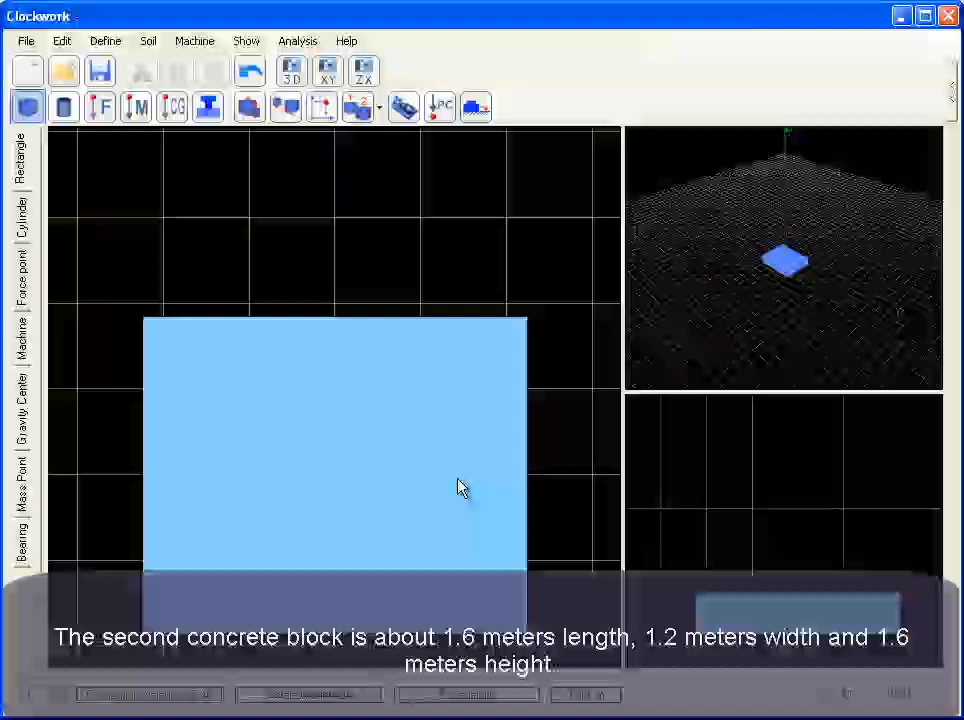 Clockwork
File Edit Define Soil Machine Show Analysis Help
3D XY ZX
F M CG PC
Rectangle
Cylinder
Force point
Machine
Gravity Center
Mass Point
Bearing
The second concrete block is about 1.6 meters length, 1.2 meters width and 1.6
meters height